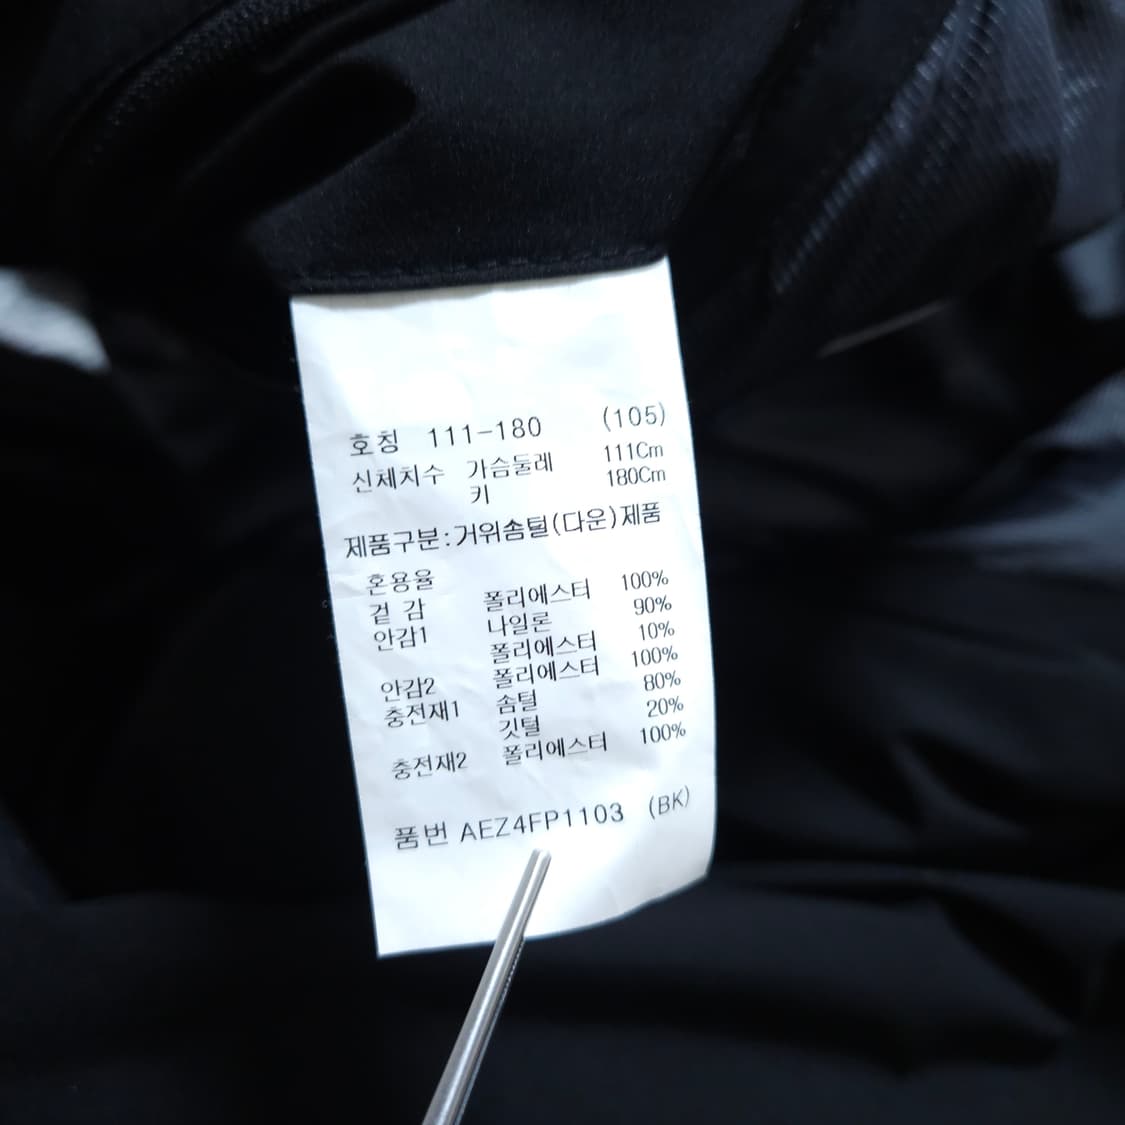 호칭 111-180 (105)
신체치수 가슴둘레 111Cm
키 180Cm
제품구분:거위솜털(다운)제품
혼용율
겉 감 폴리에스터 100%
안감1 나일론 90%
폴리에스터 10%
안감2 폴리에스터 100%
충전재1 솜털 80%
깃털 20%
충전재2 폴리에스터 100%
품번 AEZ4FP1103 (BK)